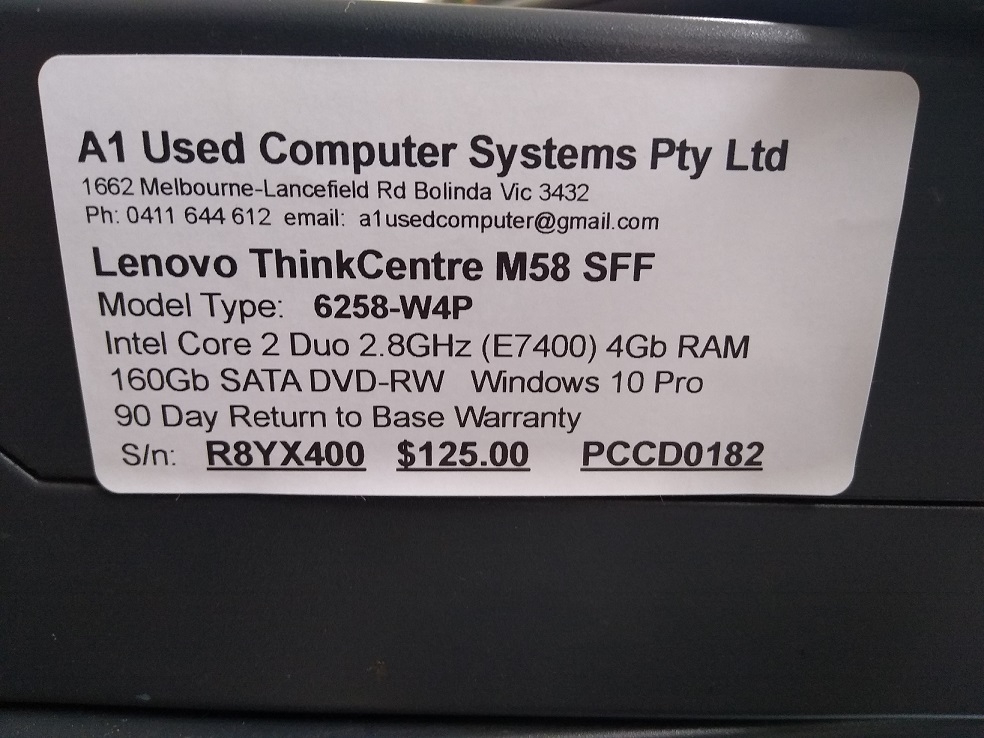 A1 Used Computer Systems Pty Ltd
1662 Melbourne-Lancefield Rd Bolinda Vic 3432
Ph: 0411 644 612 email: a1usedcomputer@gmail.com
Lenovo ThinkCentre M58 SFF
Model Type: 6258-W4P
Intel Core 2 Duo 2.8GHz (E7400) 4Gb RAM
160Gb SATA DVD-RW Windows 10 Pro
90 Day Return to Base Warranty
S/n: R8YX400 $125.00 PCCD0182